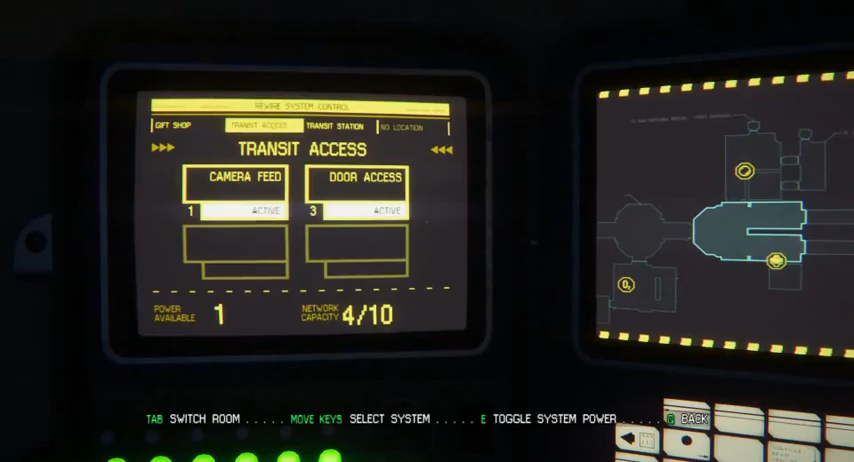 REWIRE SYSTEM CONTROL
GIFT SHOP TRANSIT ACCESS TRANSIT STATION NO LOCATION
TRANSIT ACCESS
CAMERA FEED DOOR ACCESS
1 ACTIVE 3 ACTIVE
POWER AVAILABLE 1 NETWORK CAPACITY 4/10
O₂
TAB SWITCH ROOM ..... MOVE KEYS SELECT SYSTEM ..... E TOGGLE SYSTEM POWER ..... BACK